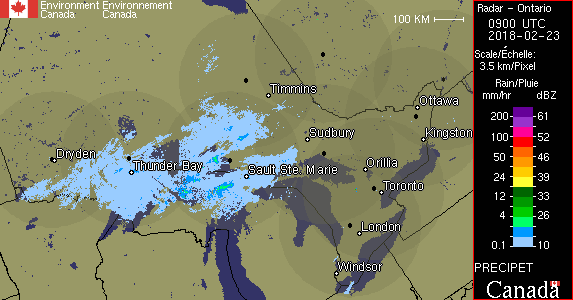 Environment Environnement
Canada Canada
100 KM
Timmins
Ottawa
Sudbury
Kingston
Dryden
Thunder Bay
Sault Ste. Marie
Orillia
Toronto
London
Windsor
Radar - Ontario
0900 UTC
2018-02-23
Scale/Échelle:
3.5 km/Pixel
Rain/Pluie
mm/hr dBZ
200 61
100 52
50 46
24 39
12 33
4 26
0.1 10
PRECIPET
Canada